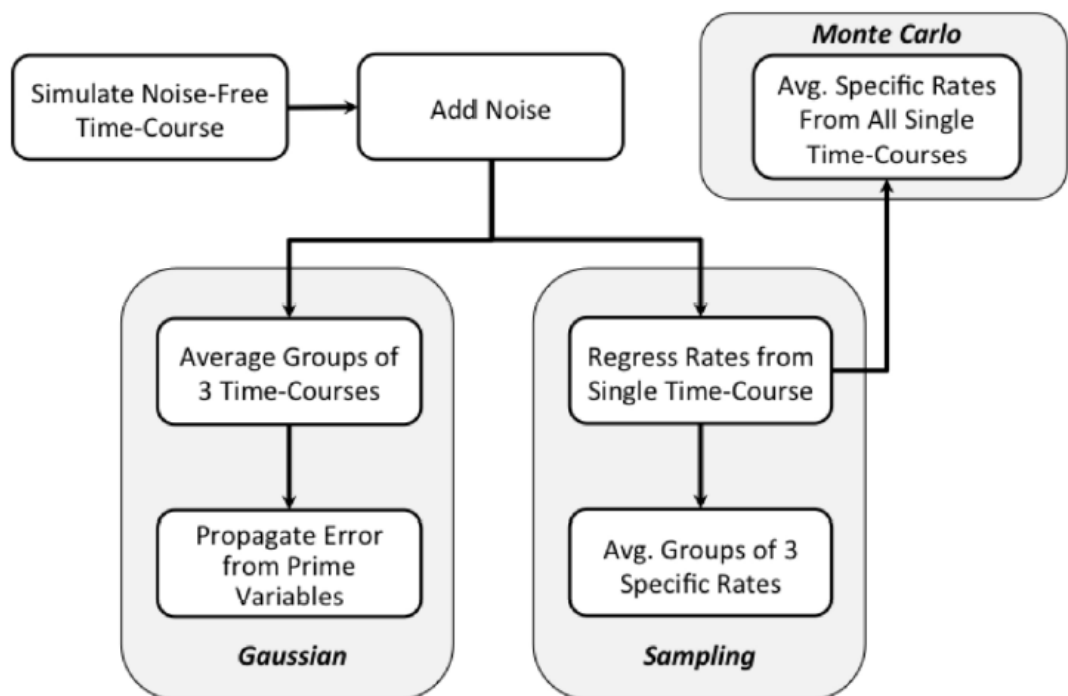 Simulate Noise-Free
Time-Course
Add Noise
Monte Carlo
Avg. Specific Rates
From All Single
Time-Courses
Average Groups of
3 Time-Courses
Propagate Error
from Prime
Variables
Gaussian
Regress Rates from
Single Time-Course
Avg. Groups of 3
Specific Rates
Sampling